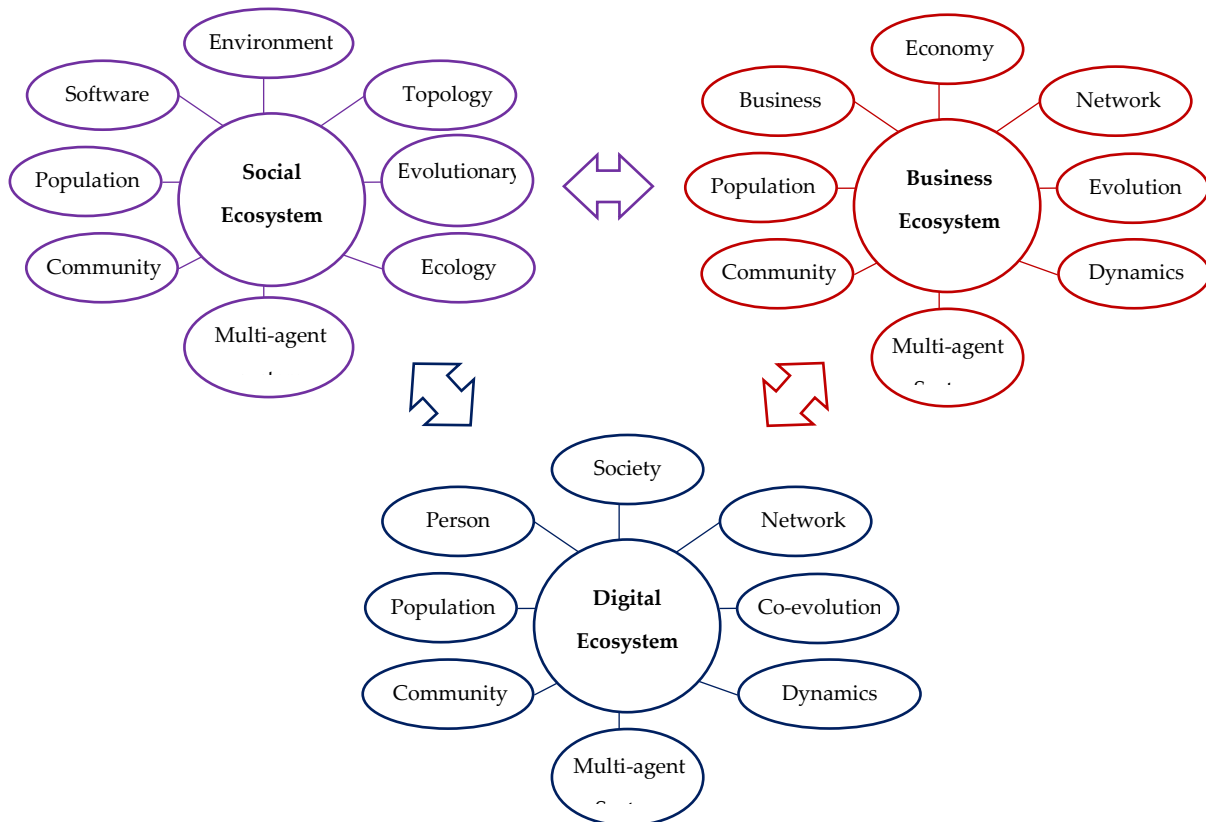 Environment
Software
Topology
Population
Social
Ecosystem
Evolutionary
Community
Ecology
Multi-agent
Economy
Business
Network
Population
Business
Ecosystem
Evolution
Community
Dynamics
Multi-agent
Society
Person
Network
Population
Digital
Ecosystem
Co-evolution
Community
Dynamics
Multi-agent